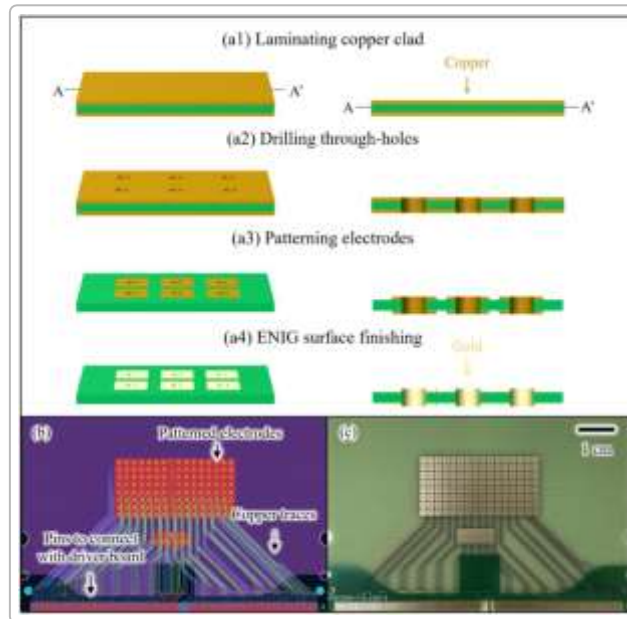 (a1) Laminating copper clad
Copper
A
A'
A
A'
(a2) Drilling through-holes
(a3) Patterning electrodes
(a4) ENIG surface finishing
Gold
(b)
Patterned electrodes
Copper traces
Pins to connect
with driver board
(c)
1 cm